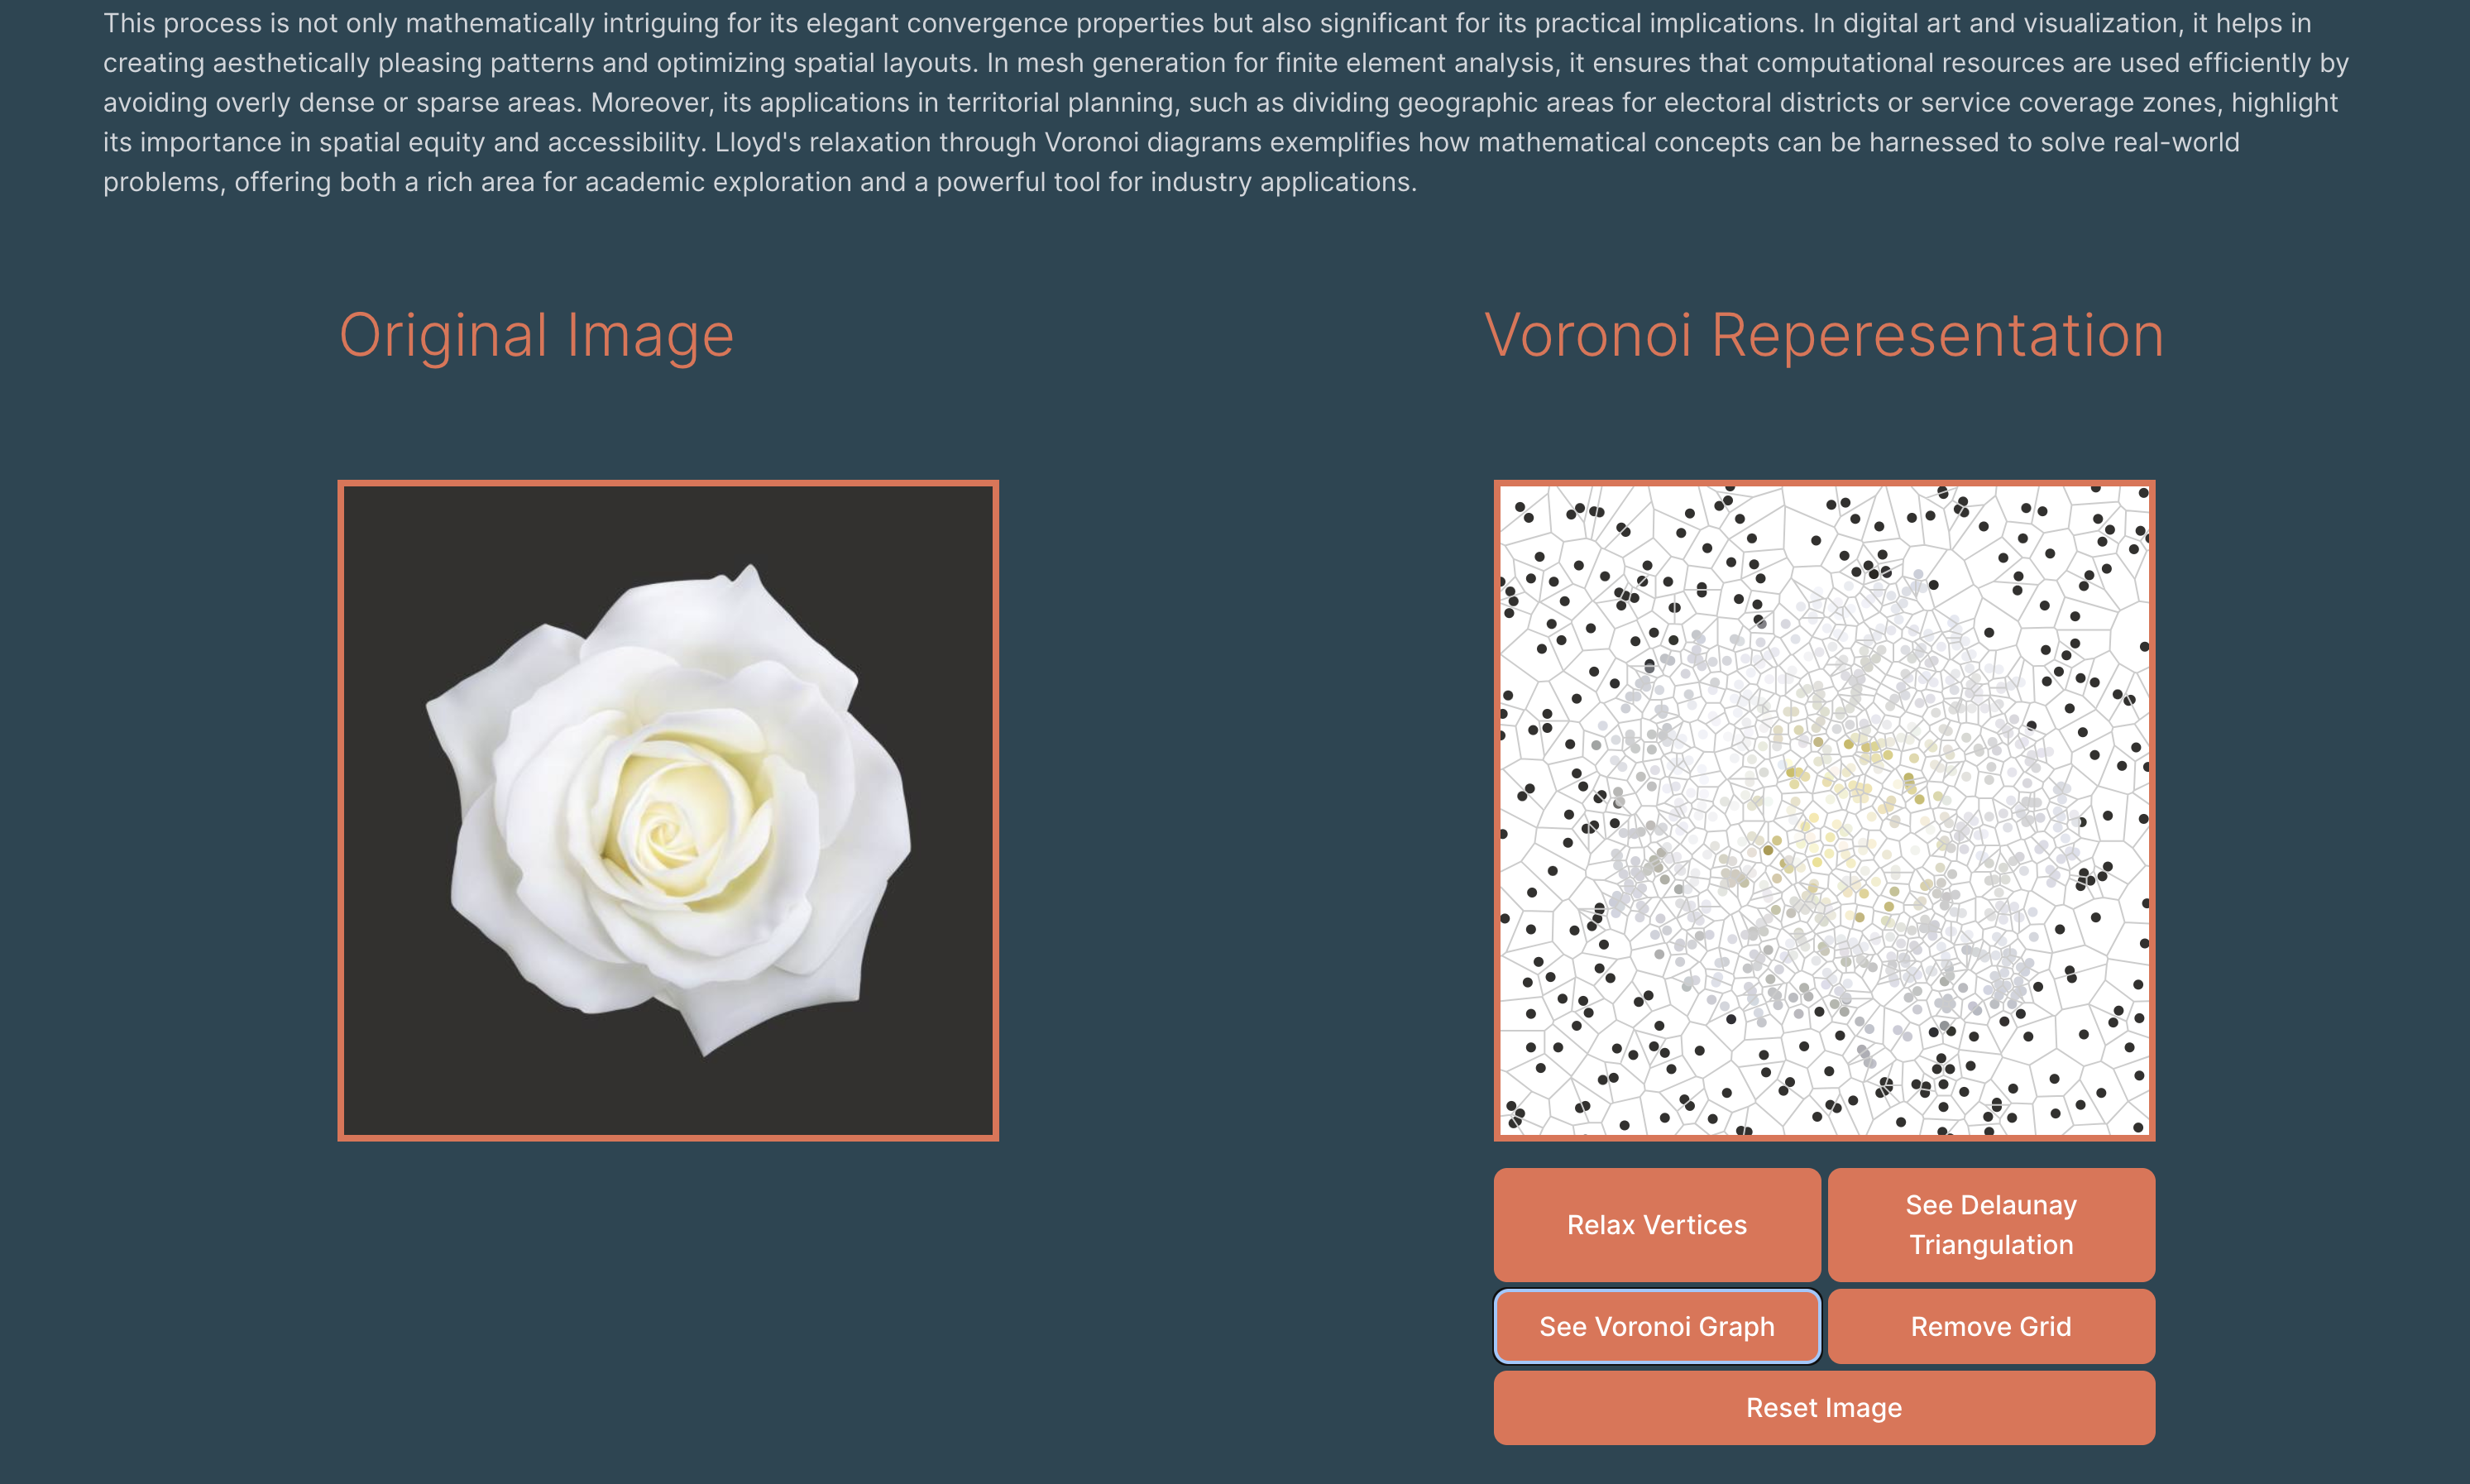 This process is not only mathematically intriguing for its elegant convergence properties but also significant for its practical implications. In digital art and visualization, it helps in
creating aesthetically pleasing patterns and optimizing spatial layouts. In mesh generation for finite element analysis, it ensures that computational resources are used efficiently by
avoiding overly dense or sparse areas. Moreover, its applications in territorial planning, such as dividing geographic areas for electoral districts or service coverage zones, highlight
its importance in spatial equity and accessibility. Lloyd's relaxation through Voronoi diagrams exemplifies how mathematical concepts can be harnessed to solve real-world
problems, offering both a rich area for academic exploration and a powerful tool for industry applications.
Original Image
Voronoi Reperesentation
Relax Vertices
See Delaunay
Triangulation
See Voronoi Graph
Remove Grid
Reset Image